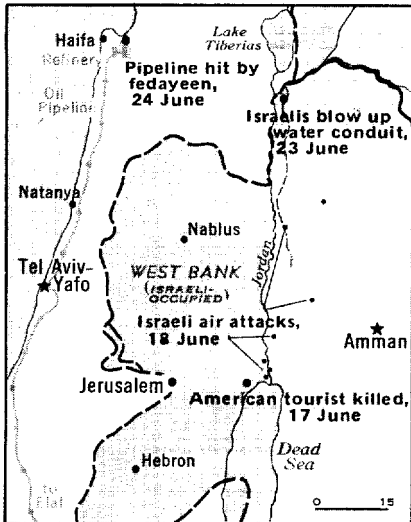 Lake
Tiberias
Haifa
Refinery
Pipeline hit by
fedayeen,
24 June
Oil
Pipeline
Israelis blow up
water conduit,
23 June
Natanya
Nablus
Jordan
Tel Aviv-
Yafo
WEST BANK
(ISRAELI-
OCCUPIED)
Israeli air attacks,
18 June
Amman
Jerusalem
American tourist killed,
17 June
Dead
Sea
Hebron
to
Elat
0 15